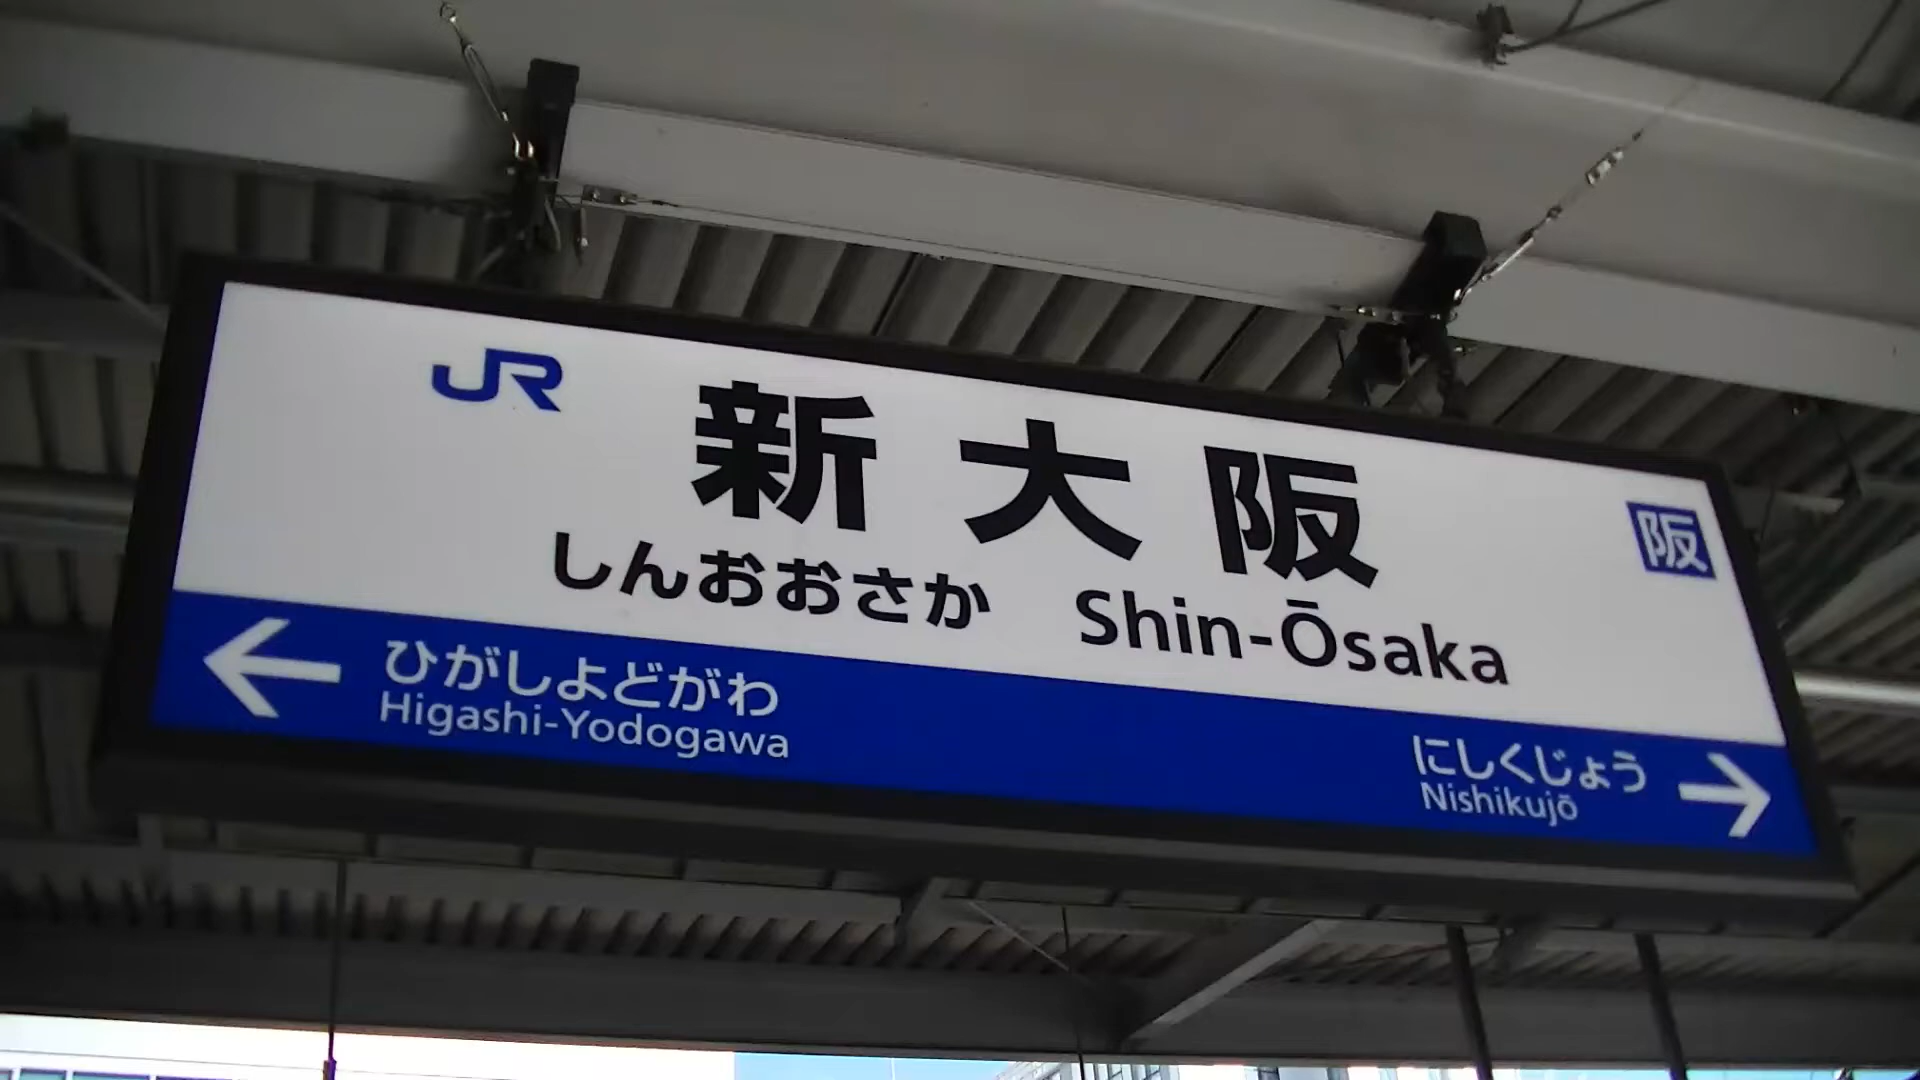 JR
新大阪
阪
しんおおさか Shin-Ōsaka
ひがしよどがわ
Higashi-Yodogawa
にしくじょう
Nishikujō